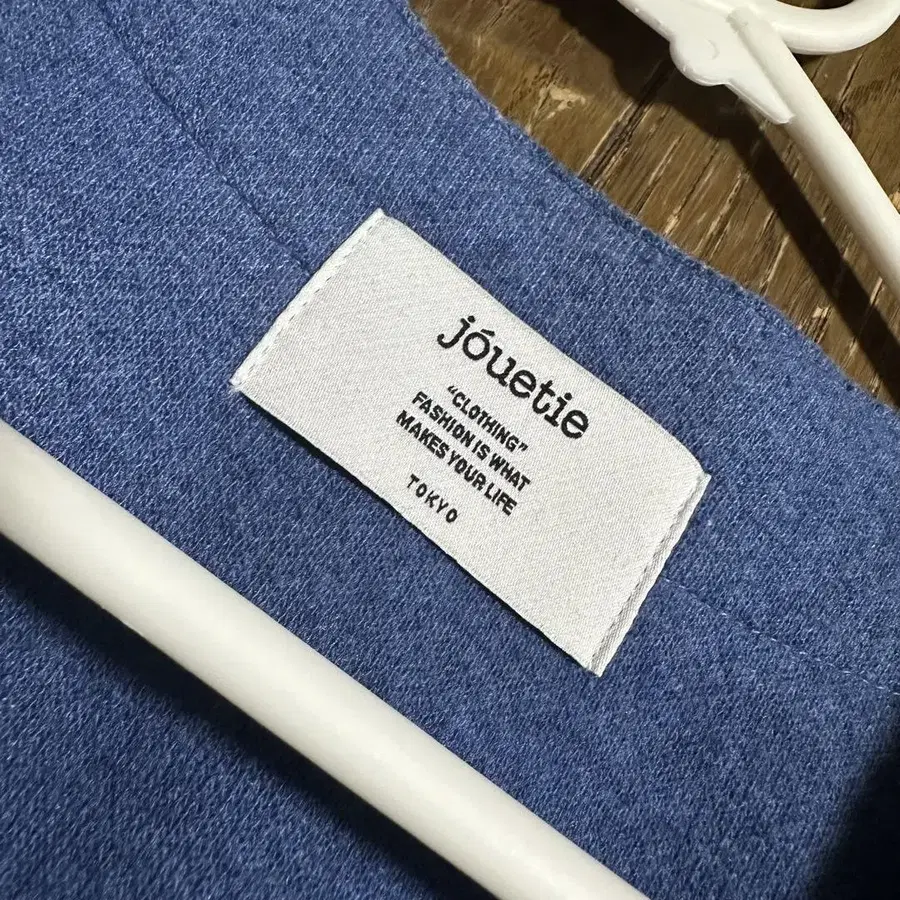 jóuetie
“CLOTHING”
FASHION IS WHAT
MAKES YOUR LIFE
TOKYO